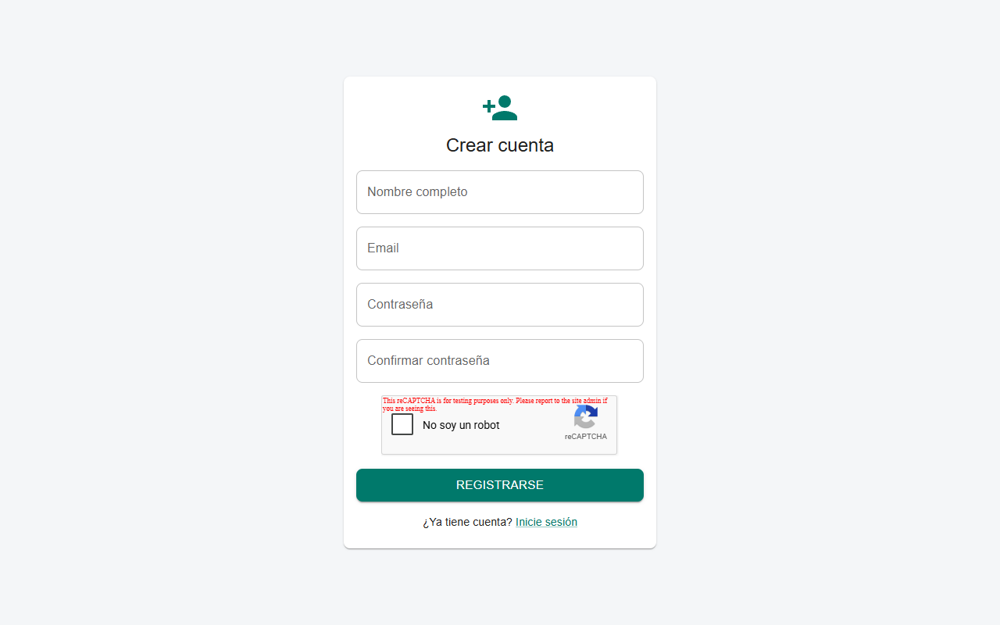 Crear cuenta
Nombre completo
Email
Contraseña
Confirmar contraseña
This reCAPTCHA is for testing purposes only. Please report to the site admin if
you are seeing this.
No soy un robot
reCAPTCHA
REGISTRARSE
¿Ya tiene cuenta? Inicie sesión